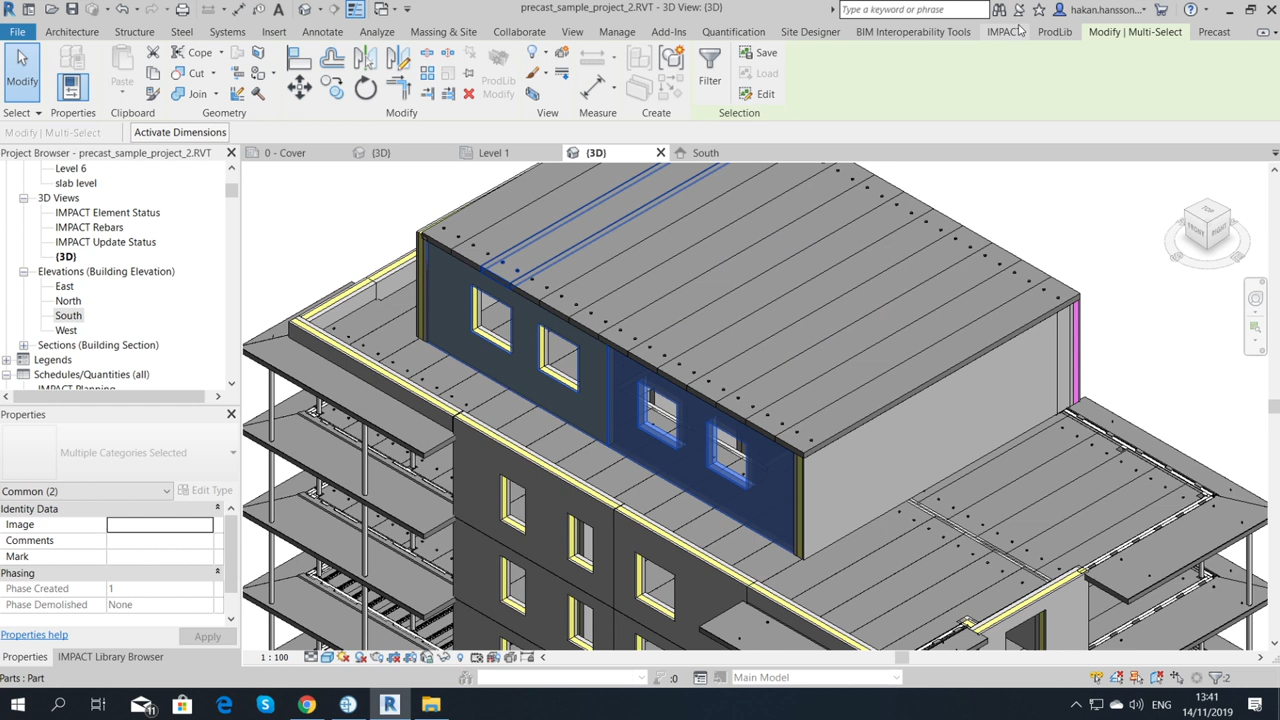 precast_sample_project_2.RVT - 3D View: {3D}
Type a keyword or phrase
hakan.hansson...
File Architecture Structure Steel Systems Insert Annotate Analyze Massing & Site Collaborate View Manage Add-Ins Quantification Site Designer BIM Interoperability Tools IMPACT ProdLib Modify | Multi-Select Precast
Modify
Paste
Cope
Cut
Join
ProdLib
Modify
Filter
Save
Load
Edit
Select Properties Clipboard Geometry Modify View Measure Create Selection
Modify | Multi-Select Activate Dimensions
Project Browser - precast_sample_project_2.RVT
0 - Cover {3D} Level 1 {3D} South
Level 6
slab level
3D Views
IMPACT Element Status
IMPACT Rebars
IMPACT Update Status
{3D}
Elevations (Building Elevation)
East
North
South
West
Sections (Building Section)
Legends
Schedules/Quantities (all)
IMPACT Planning
TOP
FRONT
RIGHT
Properties
Multiple Categories Selected
Common (2) Edit Type
Identity Data
Image
Comments
Mark
Phasing
Phase Created 1
Phase Demolished None
Properties help Apply
Properties IMPACT Library Browser
1 : 100
Parts : Part
:0
Main Model
:2
ENG
13:41
14/11/2019